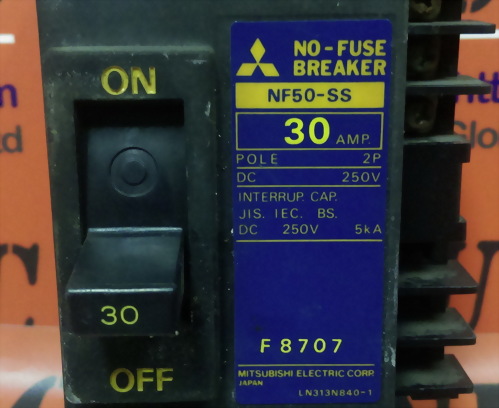 ON
30
OFF
NO-FUSE
BREAKER
NF50-SS
30 AMP.
POLE 2P
DC 250V
INTERRUP. CAP.
JIS. IEC. BS.
DC 250V 5kA
F8707
MITSUBISHI ELECTRIC CORP.
JAPAN
LN313N840-1